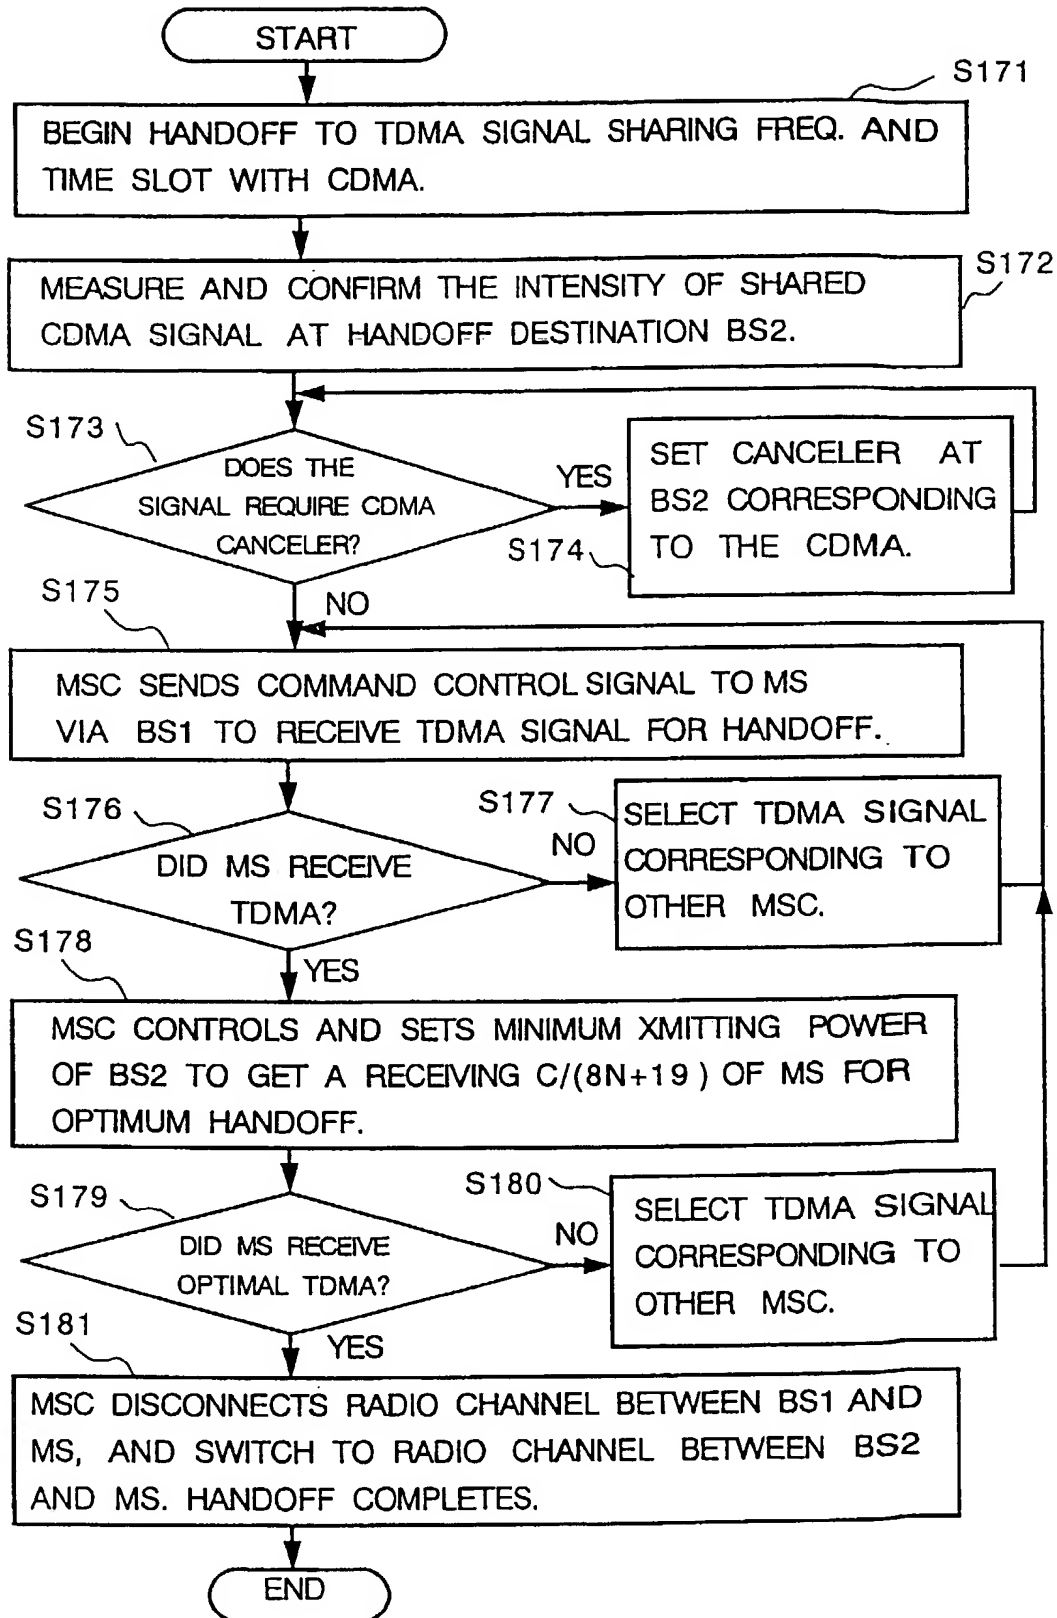 START
S171
BEGIN HANDOFF TO TDMA SIGNAL SHARING FREQ. AND
TIME SLOT WITH CDMA.
S172
MEASURE AND CONFIRM THE INTENSITY OF SHARED
CDMA SIGNAL AT HANDOFF DESTINATION BS2.
S173
DOES THE
SIGNAL REQUIRE CDMA
CANCELER?
YES
SET CANCELER AT
BS2 CORRESPONDING
TO THE CDMA.
S174
NO
S175
MSC SENDS COMMAND CONTROL SIGNAL TO MS
VIA BS1 TO RECEIVE TDMA SIGNAL FOR HANDOFF.
S176
DID MS RECEIVE
TDMA?
NO
S177
SELECT TDMA SIGNAL
CORRESPONDING TO
OTHER MSC.
YES
S178
MSC CONTROLS AND SETS MINIMUM XMITTING POWER
OF BS2 TO GET A RECEIVING C/(8N+19) OF MS FOR
OPTIMUM HANDOFF.
S179
DID MS RECEIVE
OPTIMAL TDMA?
NO
S180
SELECT TDMA SIGNAL
CORRESPONDING TO
OTHER MSC.
YES
S181
MSC DISCONNECTS RADIO CHANNEL BETWEEN BS1 AND
MS, AND SWITCH TO RADIO CHANNEL BETWEEN BS2
AND MS. HANDOFF COMPLETES.
END